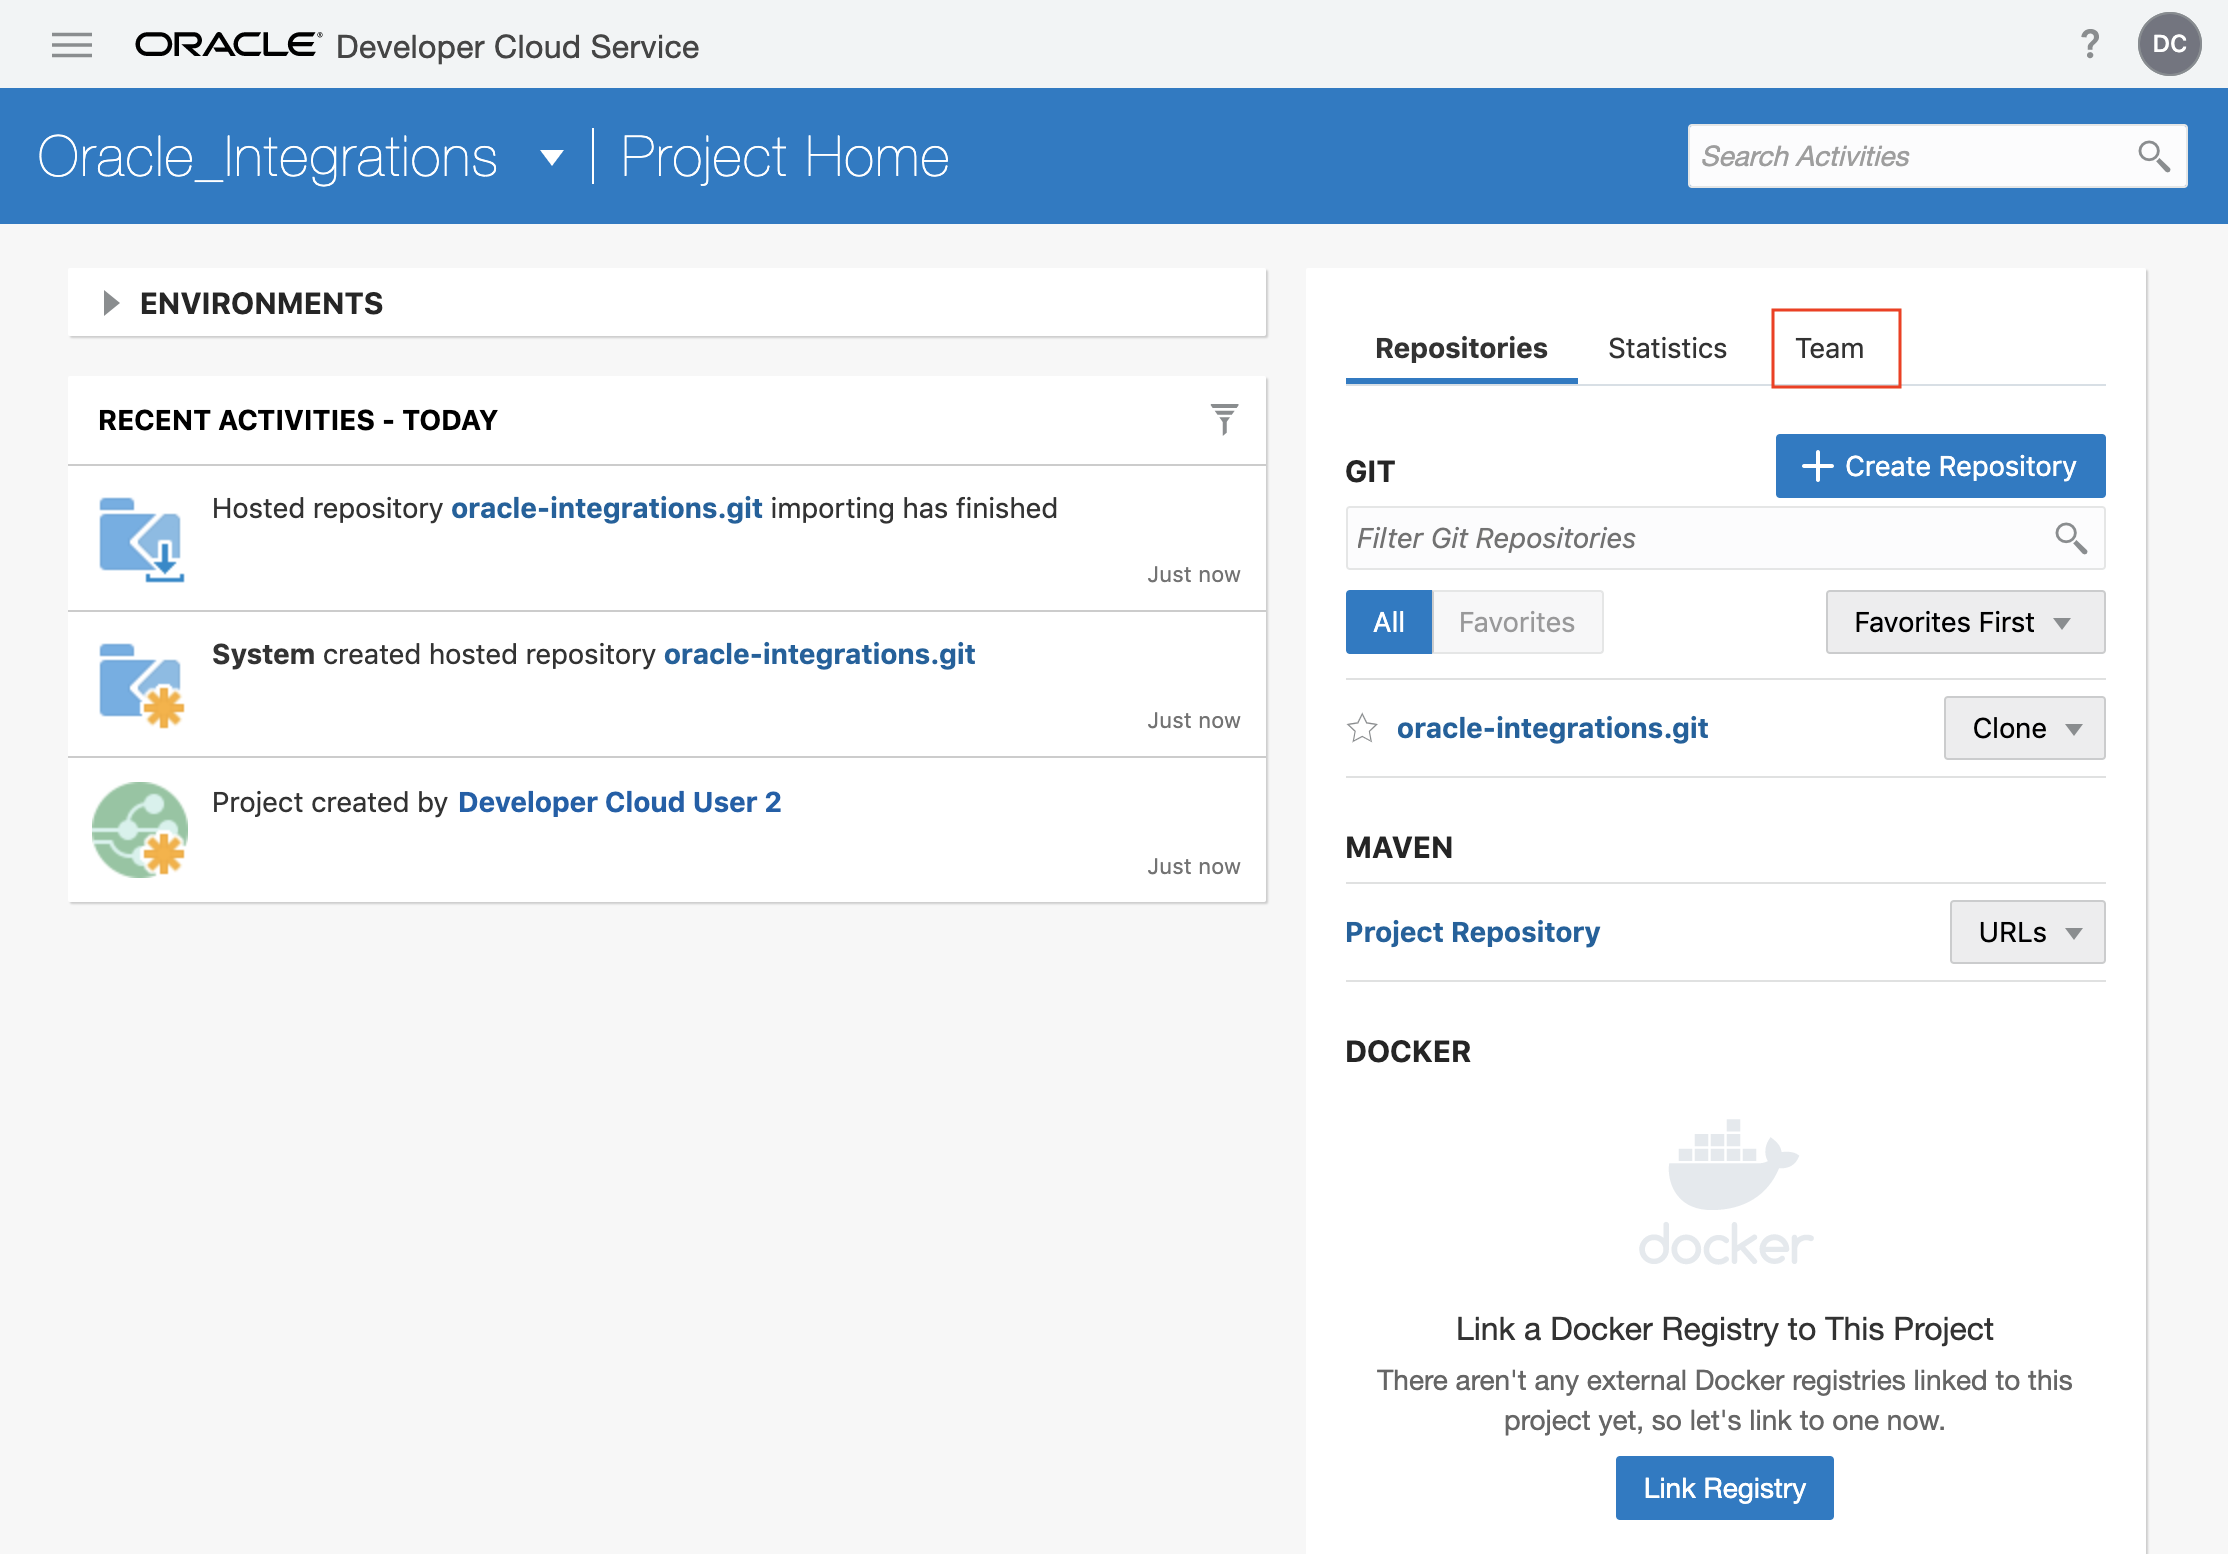 ORACLE® Developer Cloud Service
?
DC
Oracle_Integrations
Project Home
Search Activities
ENVIRONMENTS
RECENT ACTIVITIES - TODAY
Hosted repository oracle-integrations.git importing has finished
Just now
System created hosted repository oracle-integrations.git
Just now
Project created by Developer Cloud User 2
Just now
Repositories
Statistics
Team
GIT
Create Repository
Filter Git Repositories
All
Favorites
Favorites First
oracle-integrations.git
Clone
MAVEN
Project Repository
URLs
DOCKER
docker
Link a Docker Registry to This Project
There aren't any external Docker registries linked to this
project yet, so let's link to one now.
Link Registry